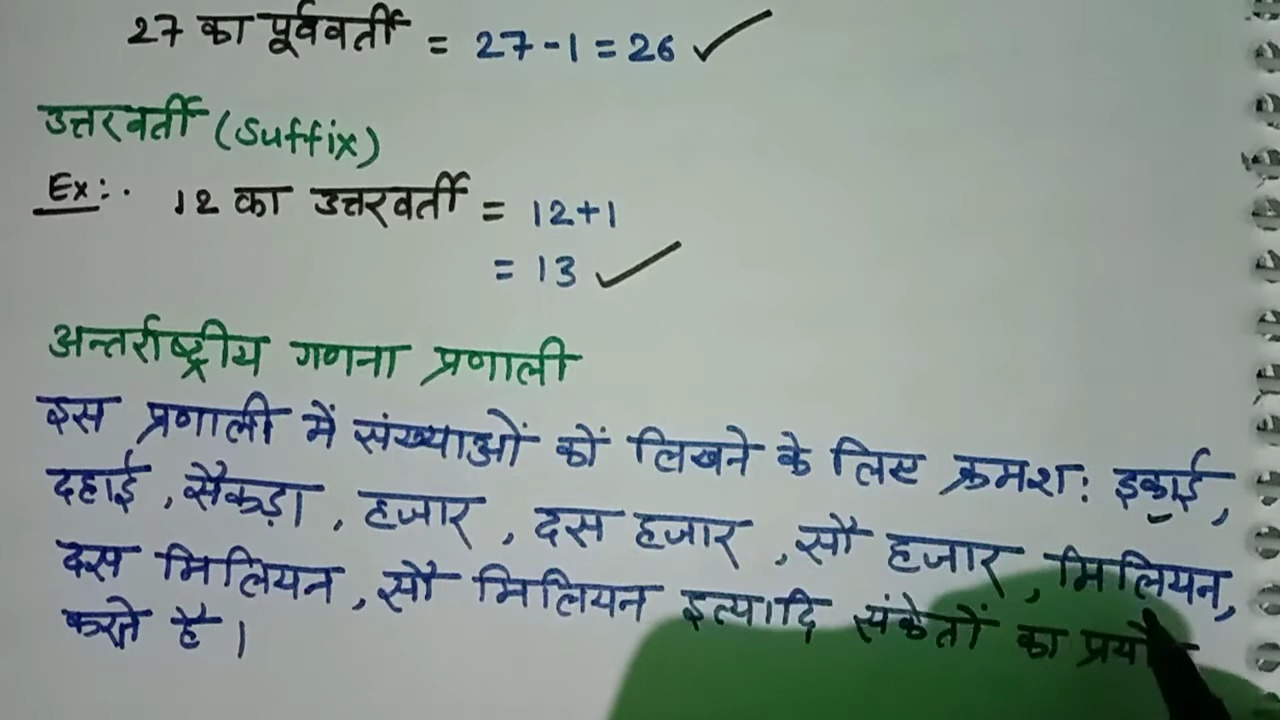 27 का पूर्ववर्ती = 27-1 = 26 ✓
उत्तरवर्ती (Suffix)
Ex:. 12 का उत्तरवर्ती = 12+1
= 13 ✓
अन्तर्राष्ट्रीय गणना प्रणाली
इस प्रणाली में संख्याओं कों लिखने के लिए क्रमश: इकाई,
दहाई, सैकड़ा, हजार, दस हजार, सौ हजार, मिलियन,
दस मिलियन, सौ मिलियन इत्यादि संकेतों का
करते है।